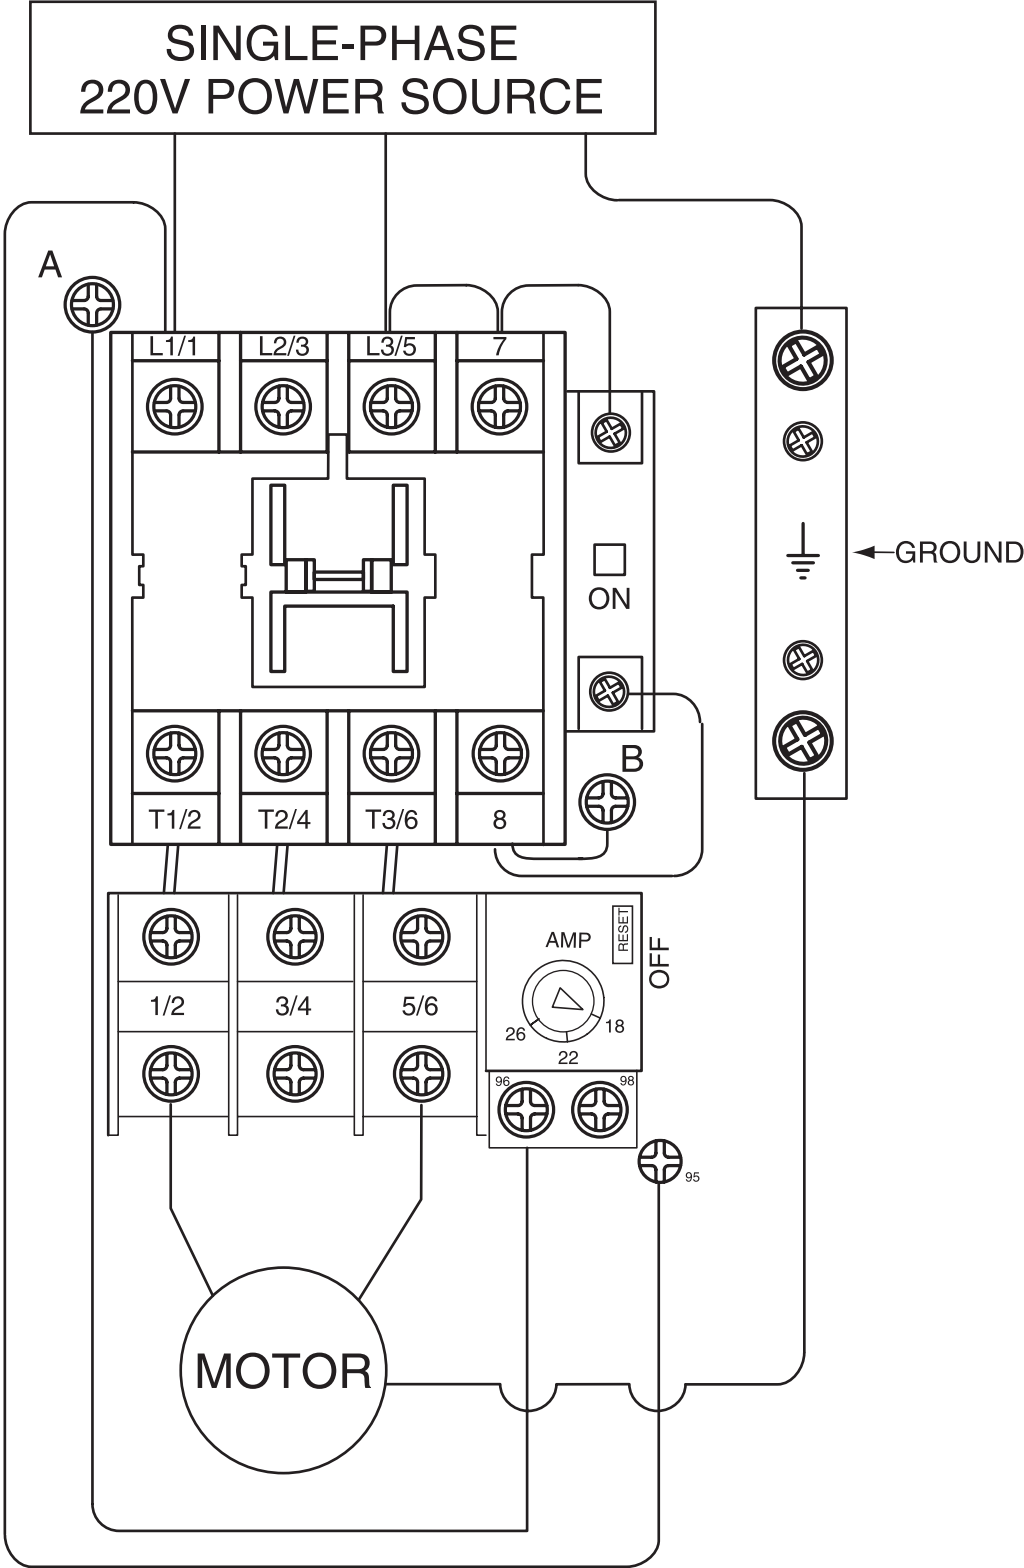 SINGLE-PHASE
220V POWER SOURCE
A
L1/1 L2/3 L3/5 7
GROUND
ON
B
T1/2 T2/4 T3/6 8
RESET
AMP
OFF
1/2 3/4 5/6
26 18
22
96 98
95
MOTOR